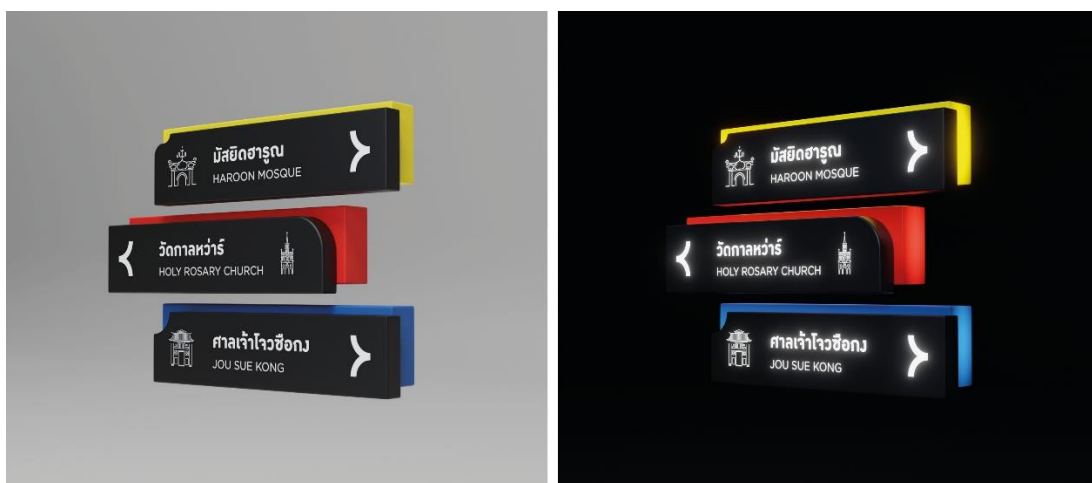 มัสยิดฮารูณ
HAROON MOSQUE
วัดกาลหว่าร์
HOLY ROSARY CHURCH
ศาลเจ้าโจวซือกง
JOU SUE KONG
มัสยิดฮารูณ
HAROON MOSQUE
วัดกาลหว่าร์
HOLY ROSARY CHURCH
ศาลเจ้าโจวซือกง
JOU SUE KONG